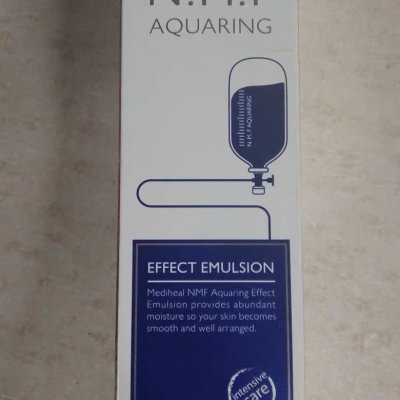 N.M.F
AQUARING
N.M.F AQUARING
EFFECT EMULSION
Mediheal NMF Aquaring Effect
Emulsion provides abundant
moisture so your skin becomes
smooth and well arranged.
intensive
care